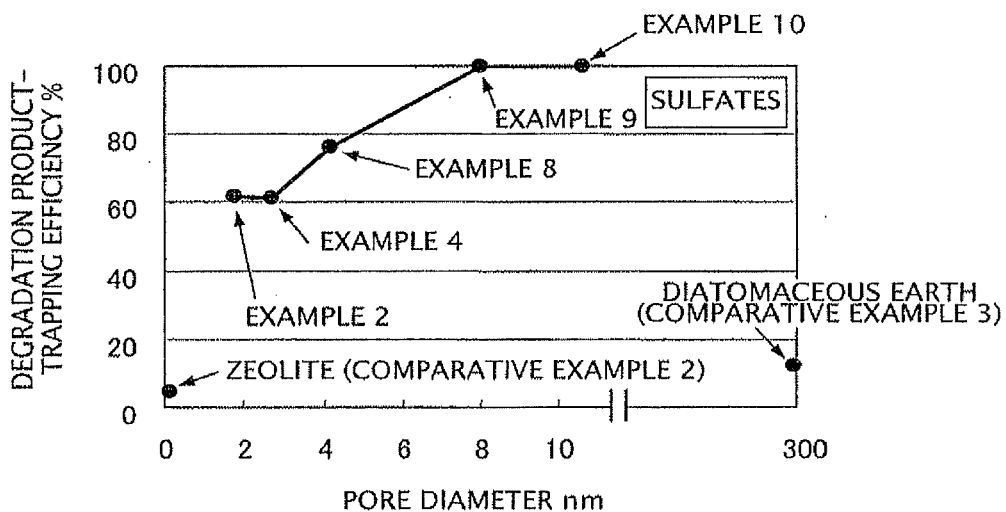 EXAMPLE 10
100
SULFATES
EXAMPLE 9
80
EXAMPLE 8
60
EXAMPLE 4
40
DIATOMACEOUS EARTH
(COMPARATIVE EXAMPLE 3)
EXAMPLE 2
20
ZEOLITE (COMPARATIVE EXAMPLE 2)
0
DEGRADATION PRODUCT-
TRAPPING EFFICIENCY %
0 2 4 6 8 10 300
PORE DIAMETER nm